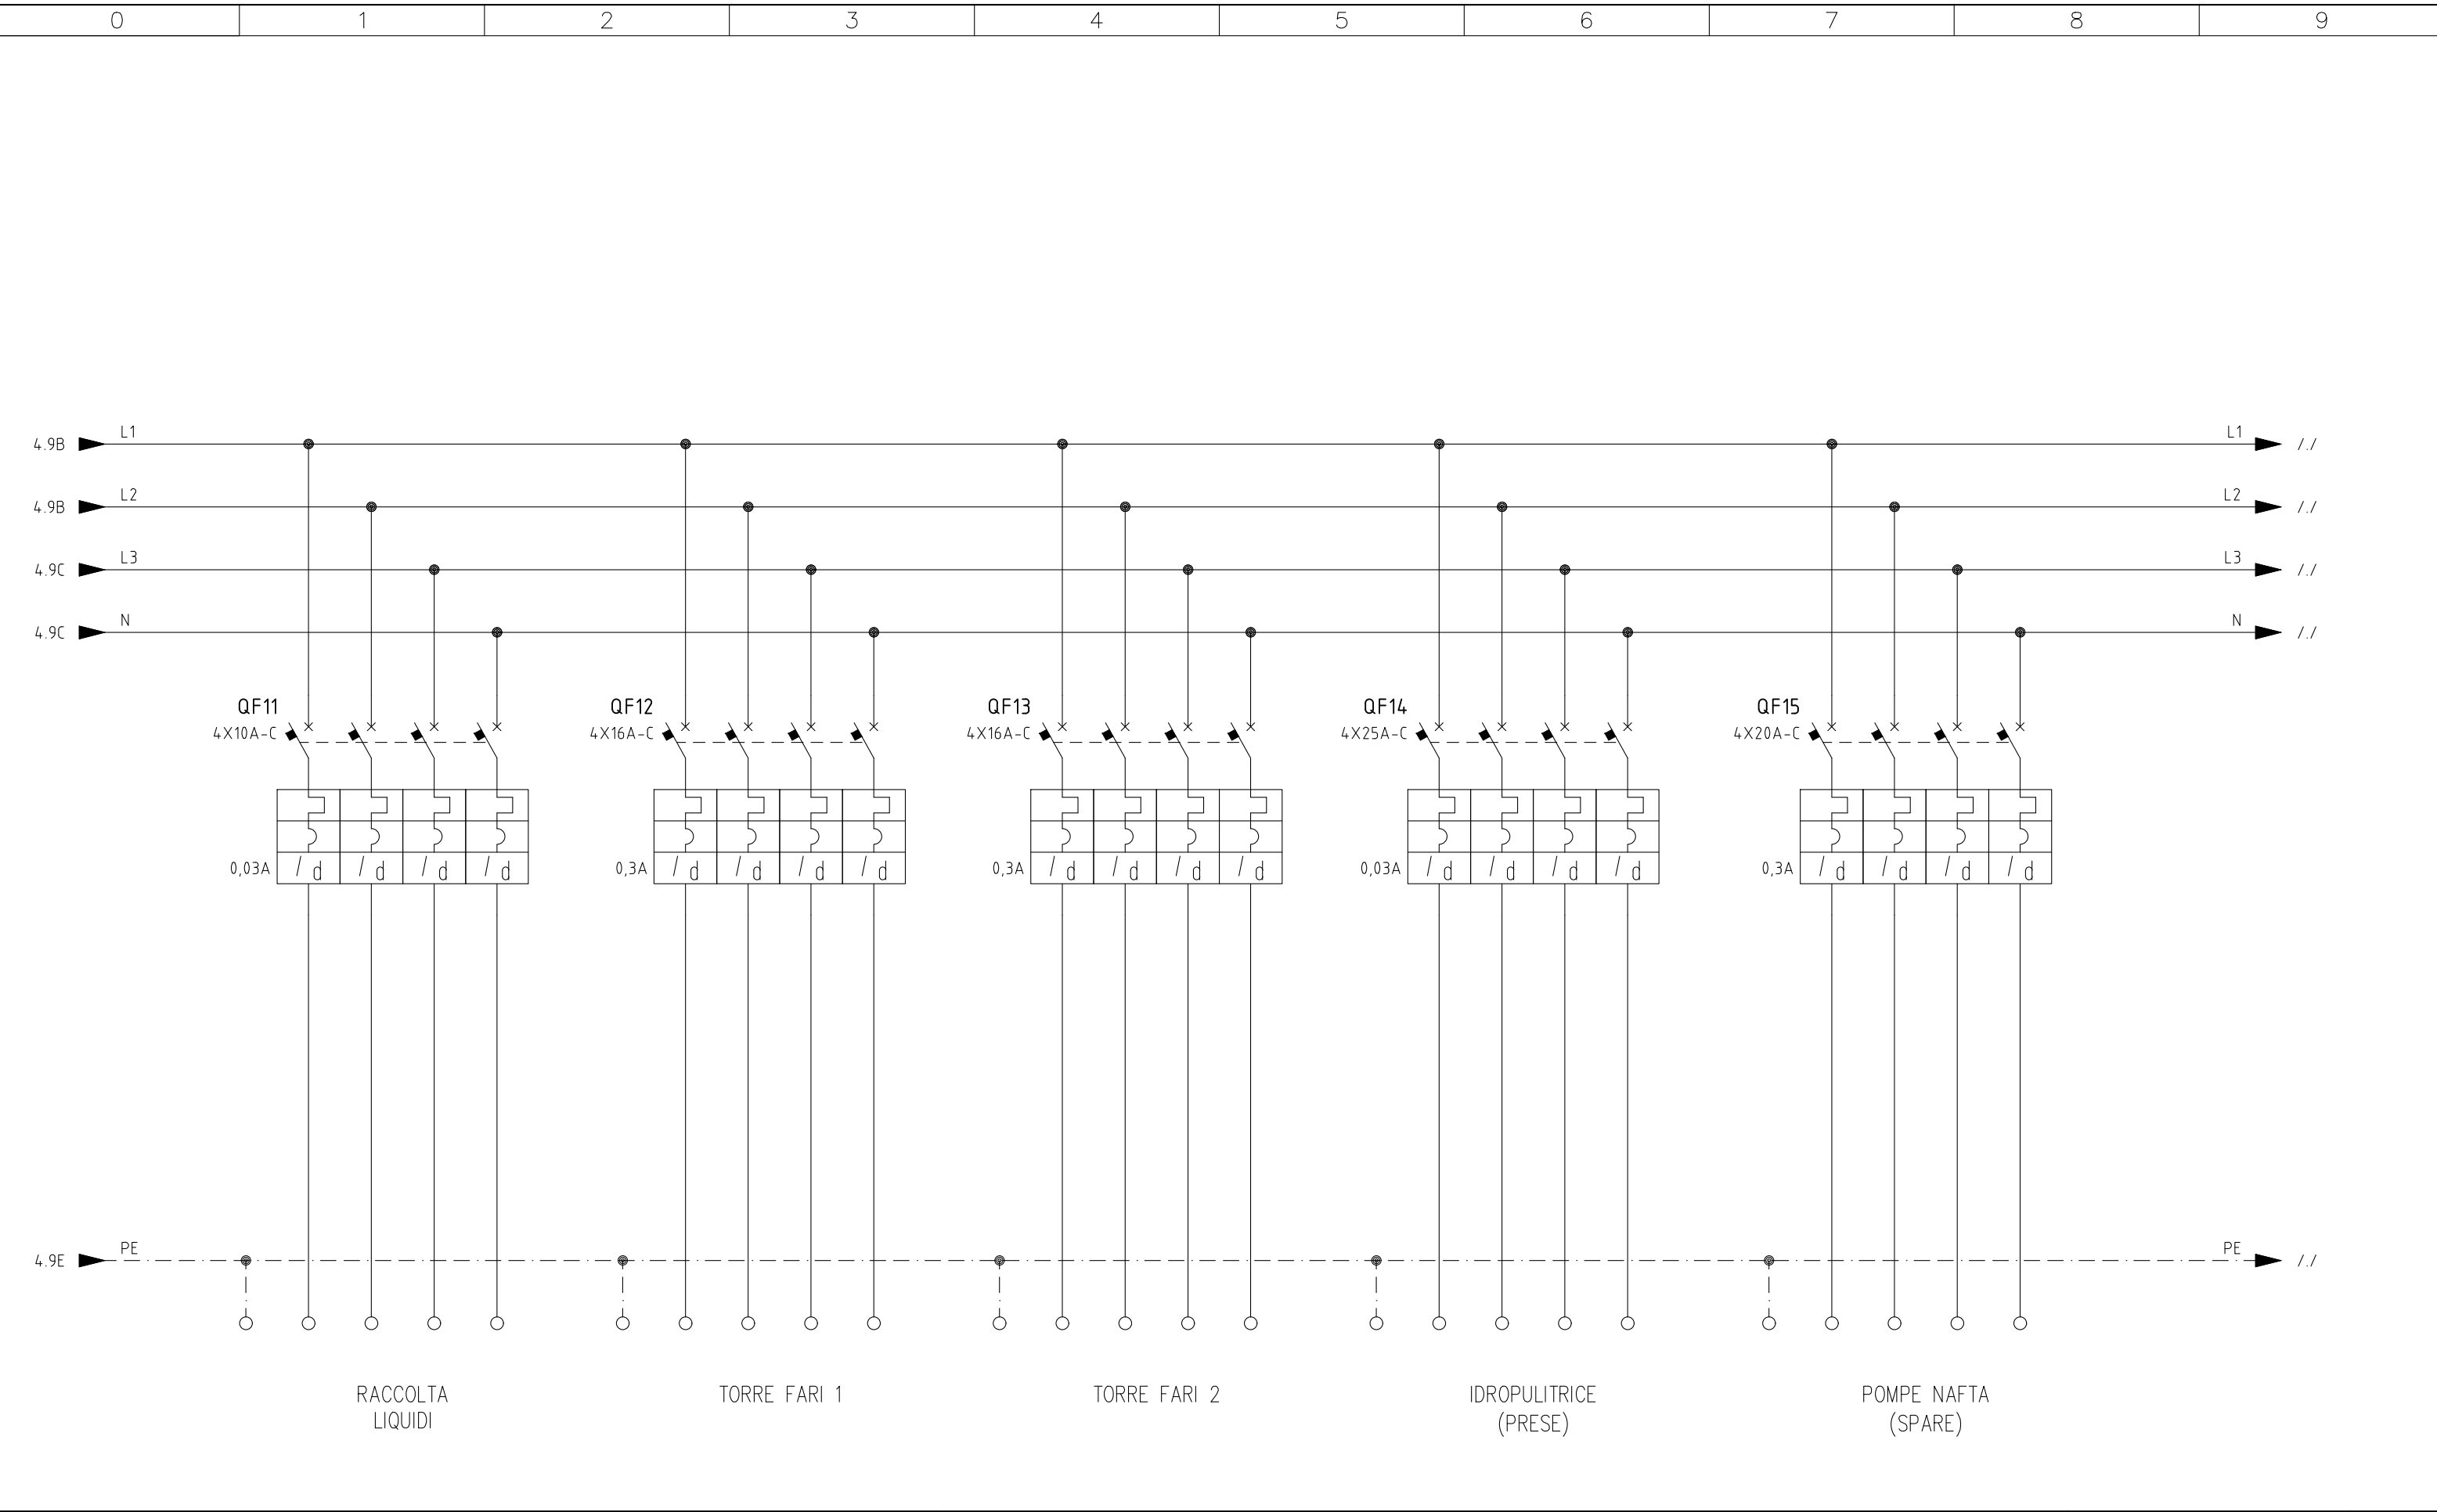 0 1 2 3 4 5 6 7 8 9
L1 L1
4.9B /./
L2 L2
4.9B /./
L3 L3
4.9C /./
N N
4.9C /./
QF11 QF12 QF13 QF14 QF15
4X10A-C 4X16A-C 4X16A-C 4X25A-C 4X20A-C
0,03A / d / d / d / d 0,3A / d / d / d / d 0,3A / d / d / d / d 0,03A / d / d / d / d 0,3A / d / d / d / d
PE PE
4.9E /./
RACCOLTA TORRE FARI 1 TORRE FARI 2 IDROPULITRICE POMPE NAFTA
LIQUIDI (PRESE) (SPARE)